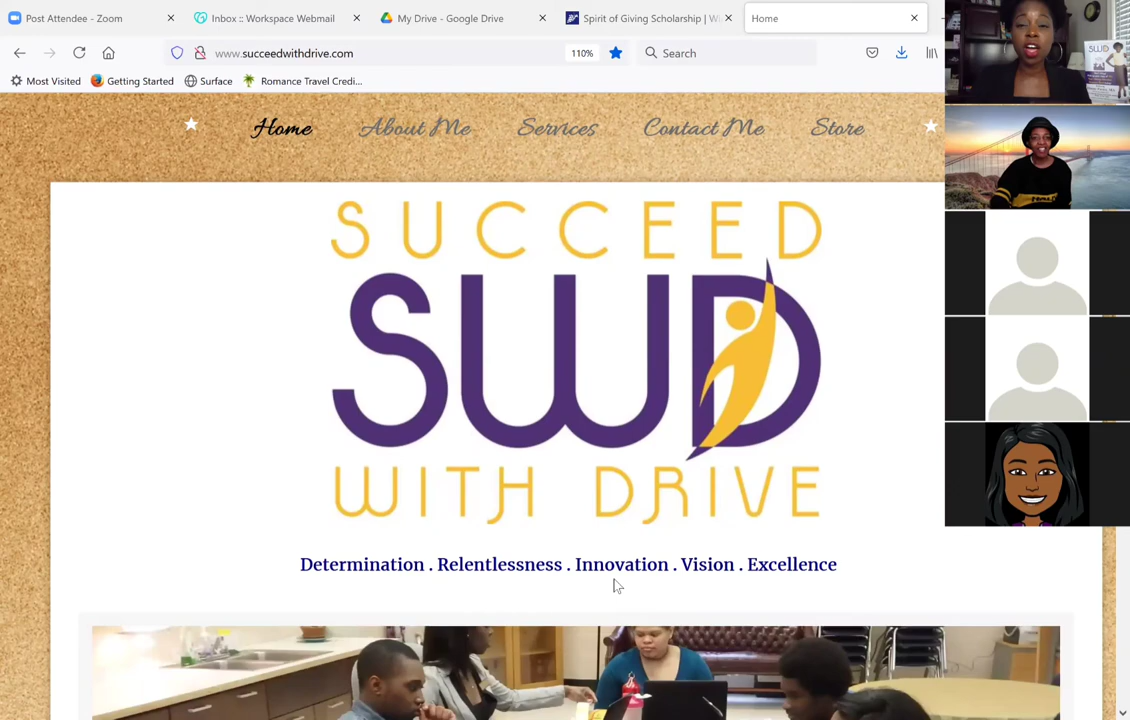 Post Attendee - Zoom
Inbox :: Workspace Webmail
My Drive - Google Drive
Spirit of Giving Scholarship | Wi
Home
www.succeedwithdrive.com
110%
Search
Most Visited
Getting Started
Surface
Romance Travel Credi...
Home
About Me
Services
Contact Me
Store
SUCCEED
SWD
WITH DRIVE
Determination . Relentlessness . Innovation . Vision . Excellence
SWD